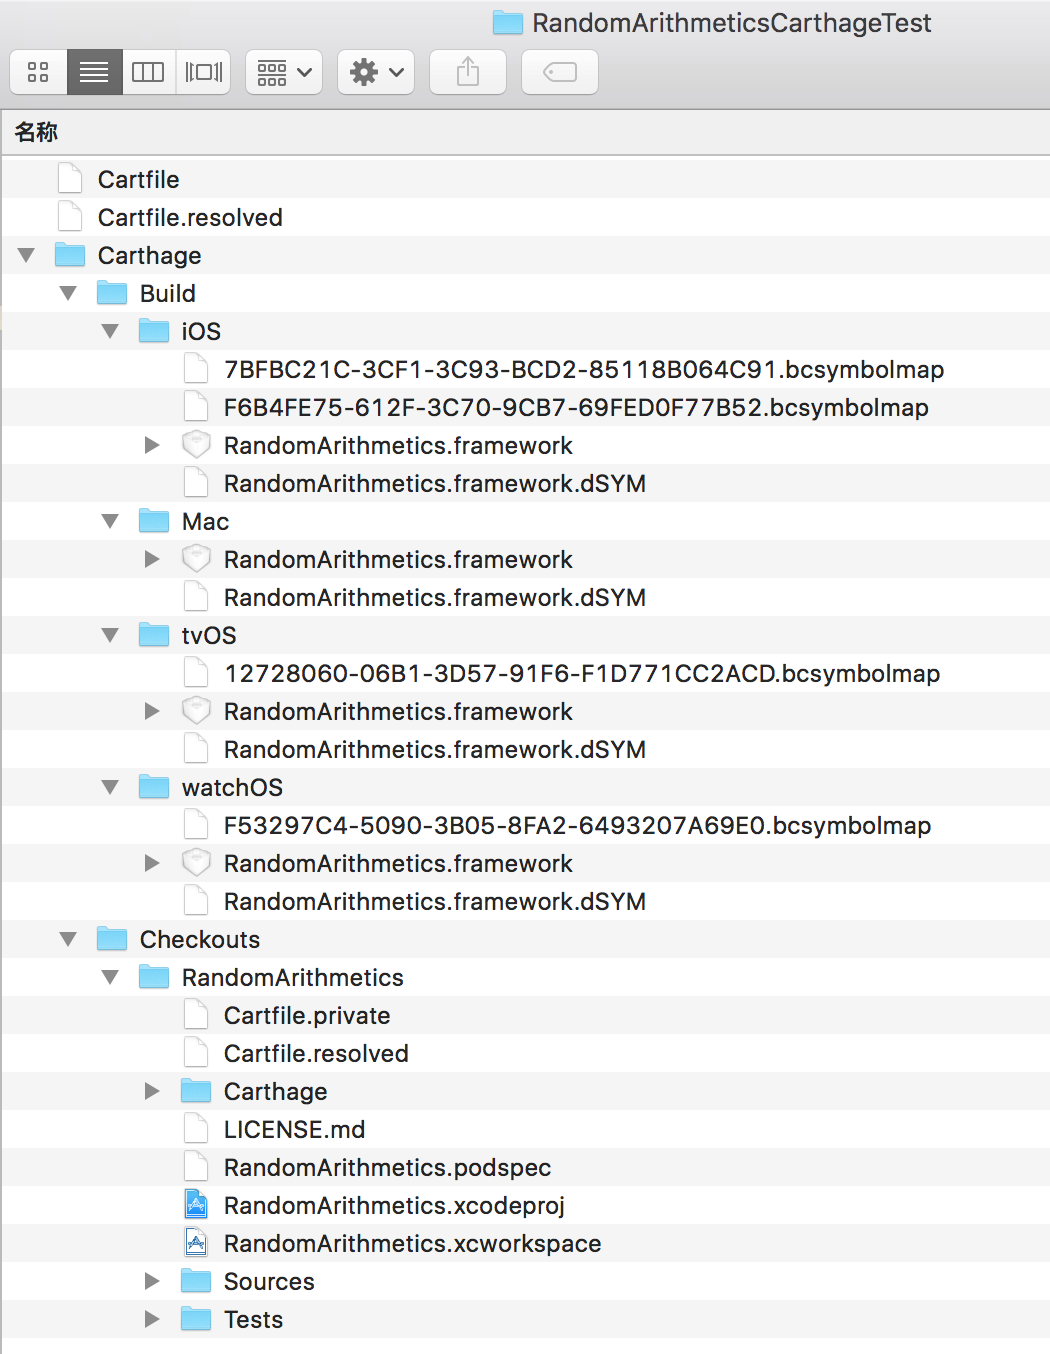 RandomArithmeticsCarthageTest
名称
Cartfile
Cartfile.resolved
Carthage
Build
iOS
7BFBC21C-3CF1-3C93-BCD2-85118B064C91.bcsymbolmap
F6B4FE75-612F-3C70-9CB7-69FED0F77B52.bcsymbolmap
RandomArithmetics.framework
RandomArithmetics.framework.dSYM
Mac
RandomArithmetics.framework
RandomArithmetics.framework.dSYM
tvOS
12728060-06B1-3D57-91F6-F1D771CC2ACD.bcsymbolmap
RandomArithmetics.framework
RandomArithmetics.framework.dSYM
watchOS
F53297C4-5090-3B05-8FA2-6493207A69E0.bcsymbolmap
RandomArithmetics.framework
RandomArithmetics.framework.dSYM
Checkouts
RandomArithmetics
Cartfile.private
Cartfile.resolved
Carthage
LICENSE.md
RandomArithmetics.podspec
RandomArithmetics.xcodeproj
RandomArithmetics.xcworkspace
Sources
Tests